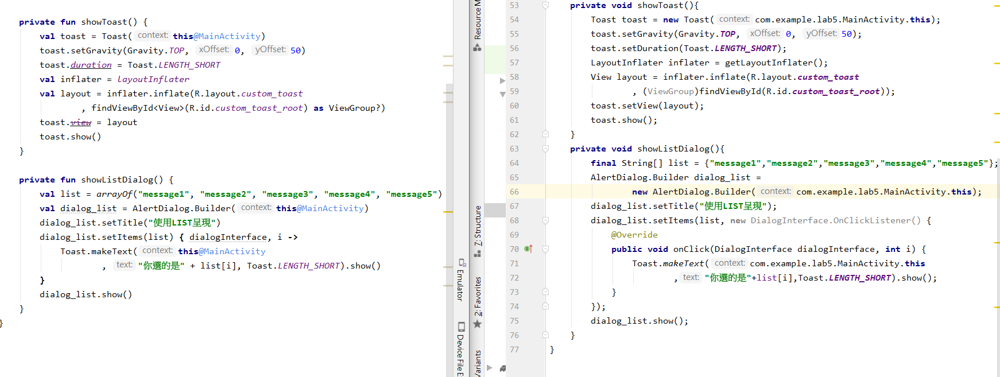 private fun showToast() {
val toast = Toast( context: this@MainActivity)
toast.setGravity(Gravity.TOP, xOffset: 0, yOffset: 50)
toast.duration = Toast.LENGTH_SHORT
val inflater = layoutInflater
val layout = inflater.inflate(R.layout.custom_toast
, findViewById<View>(R.id.custom_toast_root) as ViewGroup?)
toast.view = layout
toast.show()
}
private fun showListDialog() {
val list = arrayOf("message1", "message2", "message3", "message4", "message5")
val dialog_list = AlertDialog.Builder( context: this@MainActivity)
dialog_list.setTitle("使用LIST呈現")
dialog_list.setItems(list) { dialogInterface, i ->
Toast.makeText( context: this@MainActivity
, text: "你選的是" + list[i], Toast.LENGTH_SHORT).show()
}
dialog_list.show()
}
}
Emulator
Device File E
Resource M
7: Structure
2: Favorites
Variants
53 private void showToast(){
54 Toast toast = new Toast( context: com.example.lab5.MainActivity.this);
55 toast.setGravity(Gravity.TOP, xOffset: 0, yOffset: 50);
56 toast.setDuration(Toast.LENGTH_SHORT);
57 LayoutInflater inflater = getLayoutInflater();
58 View layout = inflater.inflate(R.layout.custom_toast
59 , (ViewGroup)findViewById(R.id.custom_toast_root));
60 toast.setView(layout);
61 toast.show();
62 }
63 private void showListDialog(){
64 final String[] list = {"message1","message2","message3","message4","message5"};
65 AlertDialog.Builder dialog_list =
66 new AlertDialog.Builder( context: com.example.lab5.MainActivity.this);
67 dialog_list.setTitle("使用LIST呈現");
68 dialog_list.setItems(list, new DialogInterface.OnClickListener() {
69 @Override
70 public void onClick(DialogInterface dialogInterface, int i) {
71 Toast.makeText( context: com.example.lab5.MainActivity.this
72 , text: "你選的是"+list[i],Toast.LENGTH_SHORT).show();
73 }
74 });
75 dialog_list.show();
76 }
77 }